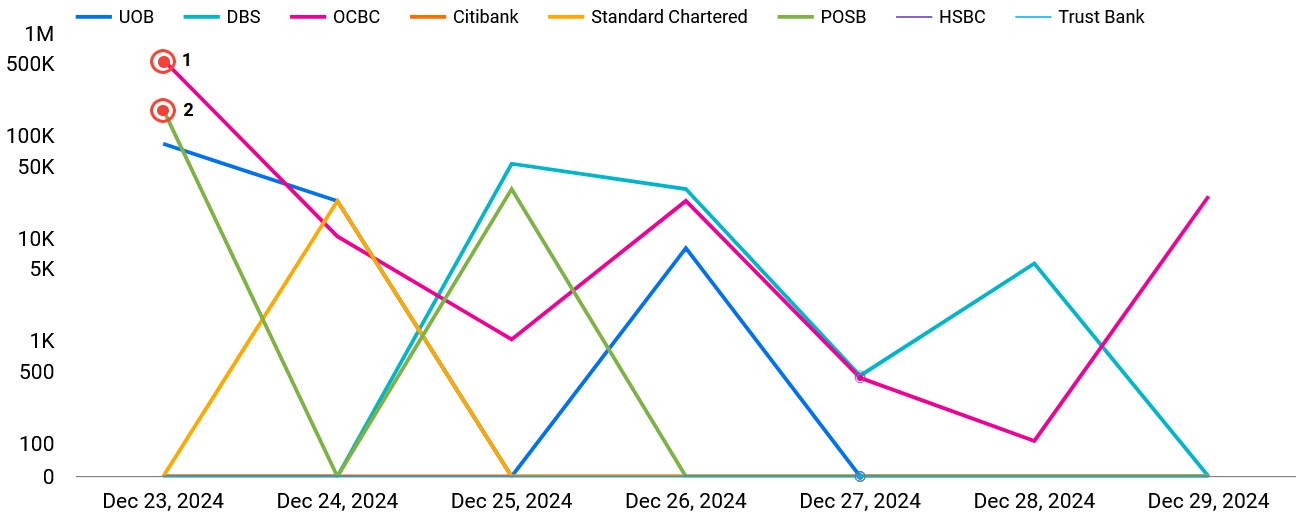 UOB DBS OCBC Citibank Standard Chartered POSB HSBC Trust Bank
1M
500K
1
2
100K
50K
10K
5K
1K
500
100
0
Dec 23, 2024 Dec 24, 2024 Dec 25, 2024 Dec 26, 2024 Dec 27, 2024 Dec 28, 2024 Dec 29, 2024